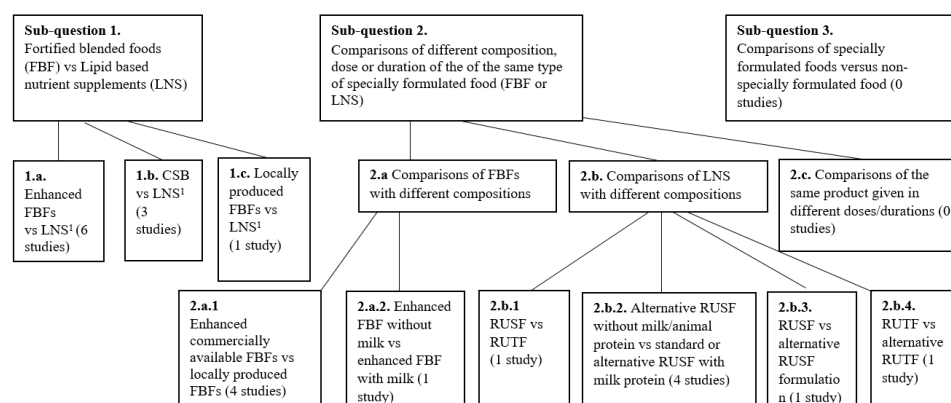 Sub-question 1.
Fortified blended foods
(FBF) vs Lipid based
nutrient supplements (LNS)
Sub-question 2.
Comparisons of different composition,
dose or duration of the of the same type
of specially formulated food (FBF or
LNS)
Sub-question 3.
Comparisons of specially
formulated foods versus non-
specially formulated food (0
studies)
1.a.
Enhanced
FBFs
vs LNS¹ (6
studies)
1.b. CSB
vs LNS¹
(3
studies)
1.c. Locally
produced
FBFs vs
LNS¹
(1 study)
2.a Comparisons of FBFs
with different compositions
2.b. Comparisons of LNS
with different compositions
2.c. Comparisons of the
same product given in
different doses/durations (0
studies)
2.a.1
Enhanced
commercially
available FBFs vs
locally produced
FBFs (4 studies)
2.a.2. Enhanced
FBF without
milk vs
enhanced FBF
with milk (1
study)
2.b.1
RUSF vs
RUTF
(1 study)
2.b.2. Alternative RUSF
without milk/animal
protein vs standard or
alternative RUSF with
milk protein (4 studies)
2.b.3.
RUSF vs
alternative
RUSF
formulatio
n (1 study)
2.b.4.
RUTF vs
alternative
RUTF (1
study)